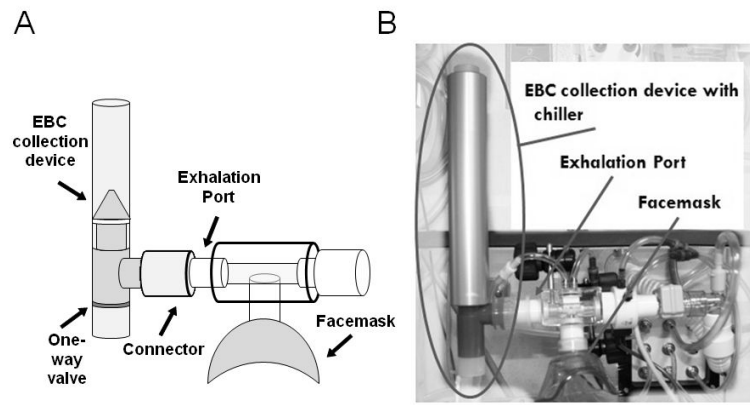 A
EBC
collection
device
Exhalation
Port
One-
way
valve
Connector
Facemask
B
EBC collection device with
chiller
Exhalation Port
Facemask